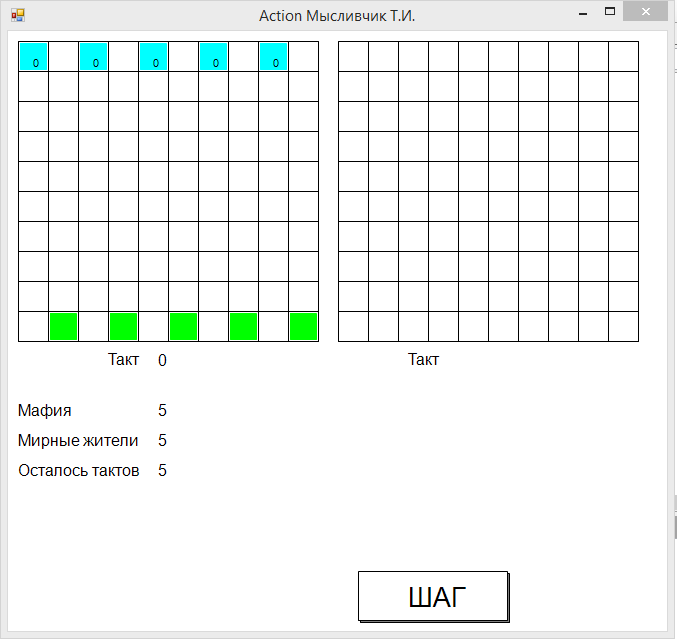 Action Мысливчик Т.И.
0 0 0 0 0
Такт 0
Такт
Мафия 5
Мирные жители 5
Осталось тактов 5
ШАГ